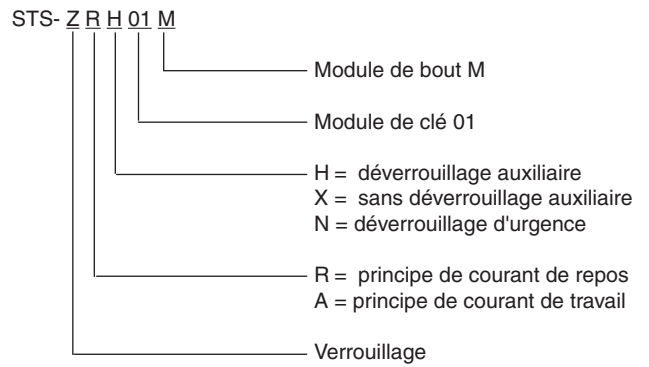 STS- Z R H 01 M
Module de bout M
Module de clé 01
H = déverrouillage auxiliaire
X = sans déverrouillage auxiliaire
N = déverrouillage d'urgence
R = principe de courant de repos
A = principe de courant de travail
Verrouillage